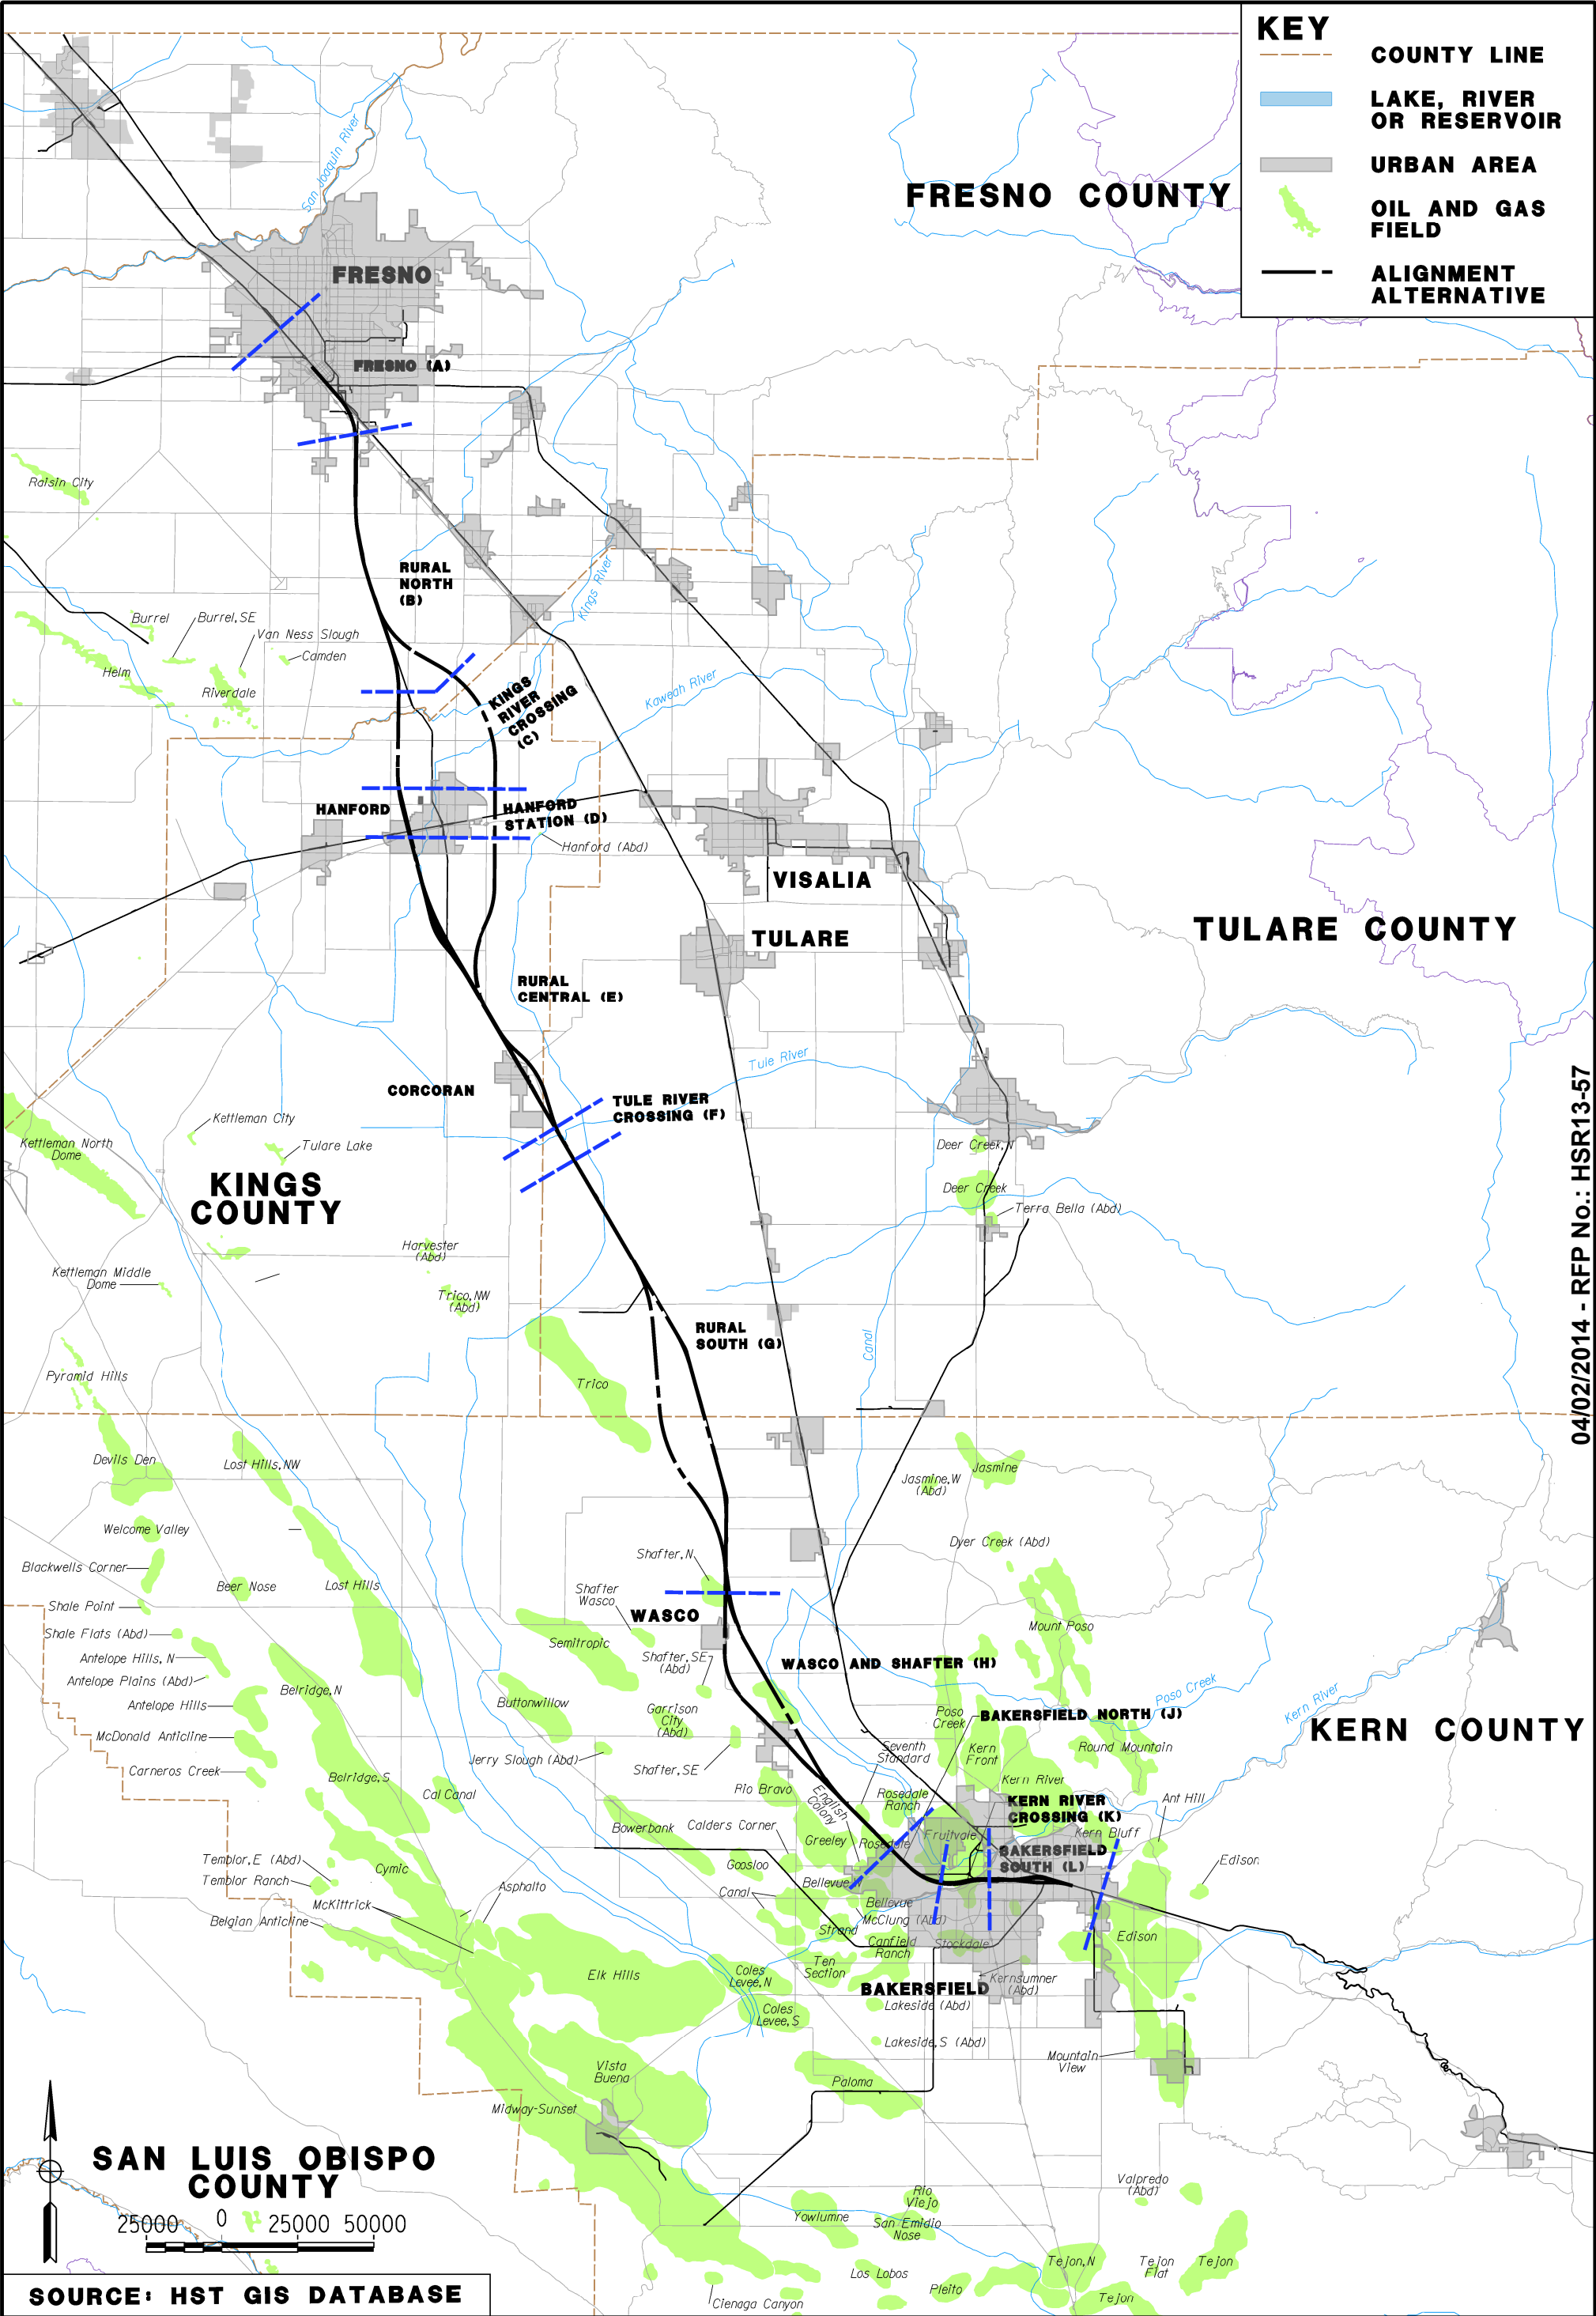 KEY
COUNTY LINE
LAKE, RIVER
OR RESERVOIR
URBAN AREA
OIL AND GAS
FIELD
ALIGNMENT
ALTERNATIVE
San Joaquin River
FRESNO COUNTY
FRESNO
FRESNO (A)
Raisin City
RURAL
NORTH
(B)
Kings River
Burrel
Burrel, SE
Van Ness Slough
Camden
Helm
Riverdale
KINGS
RIVER
CROSSING
(C)
Kaweah River
HANFORD
HANFORD
STATION (D)
Hanford (Abd)
VISALIA
TULARE
TULARE COUNTY
RURAL
CENTRAL (E)
Tule River
CORCORAN
TULE RIVER
CROSSING (F)
Kettleman City
Tulare Lake
Kettleman North
Dome
KINGS
COUNTY
Deer Creek, N
Deer Creek
Terra Bella (Abd)
Harvester
(Abd)
Kettleman Middle
Dome
Trico, NW
(Abd)
RURAL
SOUTH (G)
Canal
Trico
Pyramid Hills
04/02/2014 - RFP No.: HSR13-57
Devils Den
Lost Hills, NW
Jasmine
Jasmine, W
(Abd)
Welcome Valley
Dyer Creek (Abd)
Shafter, N
Blackwells Corner
Beer Nose
Lost Hills
Shafter
Wasco
Shale Point
WASCO
Mount Poso
Shale Flats (Abd)
Semitropic
Antelope Hills, N
Shafter, SE
(Abd)
WASCO AND SHAFTER (H)
Antelope Plains (Abd)
Belridge, N
Buttonwillow
Poso Creek
Kern River
Antelope Hills
Garrison
City
(Abd)
Poso
Creek
BAKERSFIELD NORTH (J)
KERN COUNTY
McDonald Anticline
Jerry Slough (Abd)
Seventh
Standard
Kern
Front
Round Mountain
Carneros Creek
Belridge, S
Shafter, SE
Cal Canal
Rio Bravo
English
Colony
Rosedale
Ranch
Kern River
KERN RIVER
CROSSING (K)
Ant Hill
Bowerbank
Calders Corner
Greeley
Rosedale
Fruitvale
Kern Bluff
BAKERSFIELD
SOUTH (L)
Temblor, E (Abd)
Cymic
Goosloo
Edison
Temblor Ranch
Asphalto
Canal
Bellevue, W
Bellevue
McKittrick
McClung (Abd)
Belgian Anticline
Strand
Canfield
Ranch
Stockdale
Edison
Elk Hills
Coles
Levee, N
Ten
Section
BAKERSFIELD
Kernsumner
(Abd)
Coles
Levee, S
Lakeside (Abd)
Lakeside, S (Abd)
Mountain
View
Vista
Buena
Paloma
Midway-Sunset
SAN LUIS OBISPO
COUNTY
25000 0 25000 50000
Valpredo
(Abd)
Rio
Viejo
Yowlumne
San Emidio
Nose
Los Lobos
Pleito
Tejon, N
Tejon
Flat
Tejon
Tejon
Cienaga Canyon
SOURCE: HST GIS DATABASE